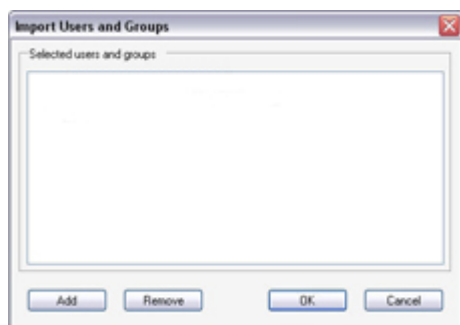 Import Users and Groups
Selected users and groups
Add
Remove
OK
Cancel